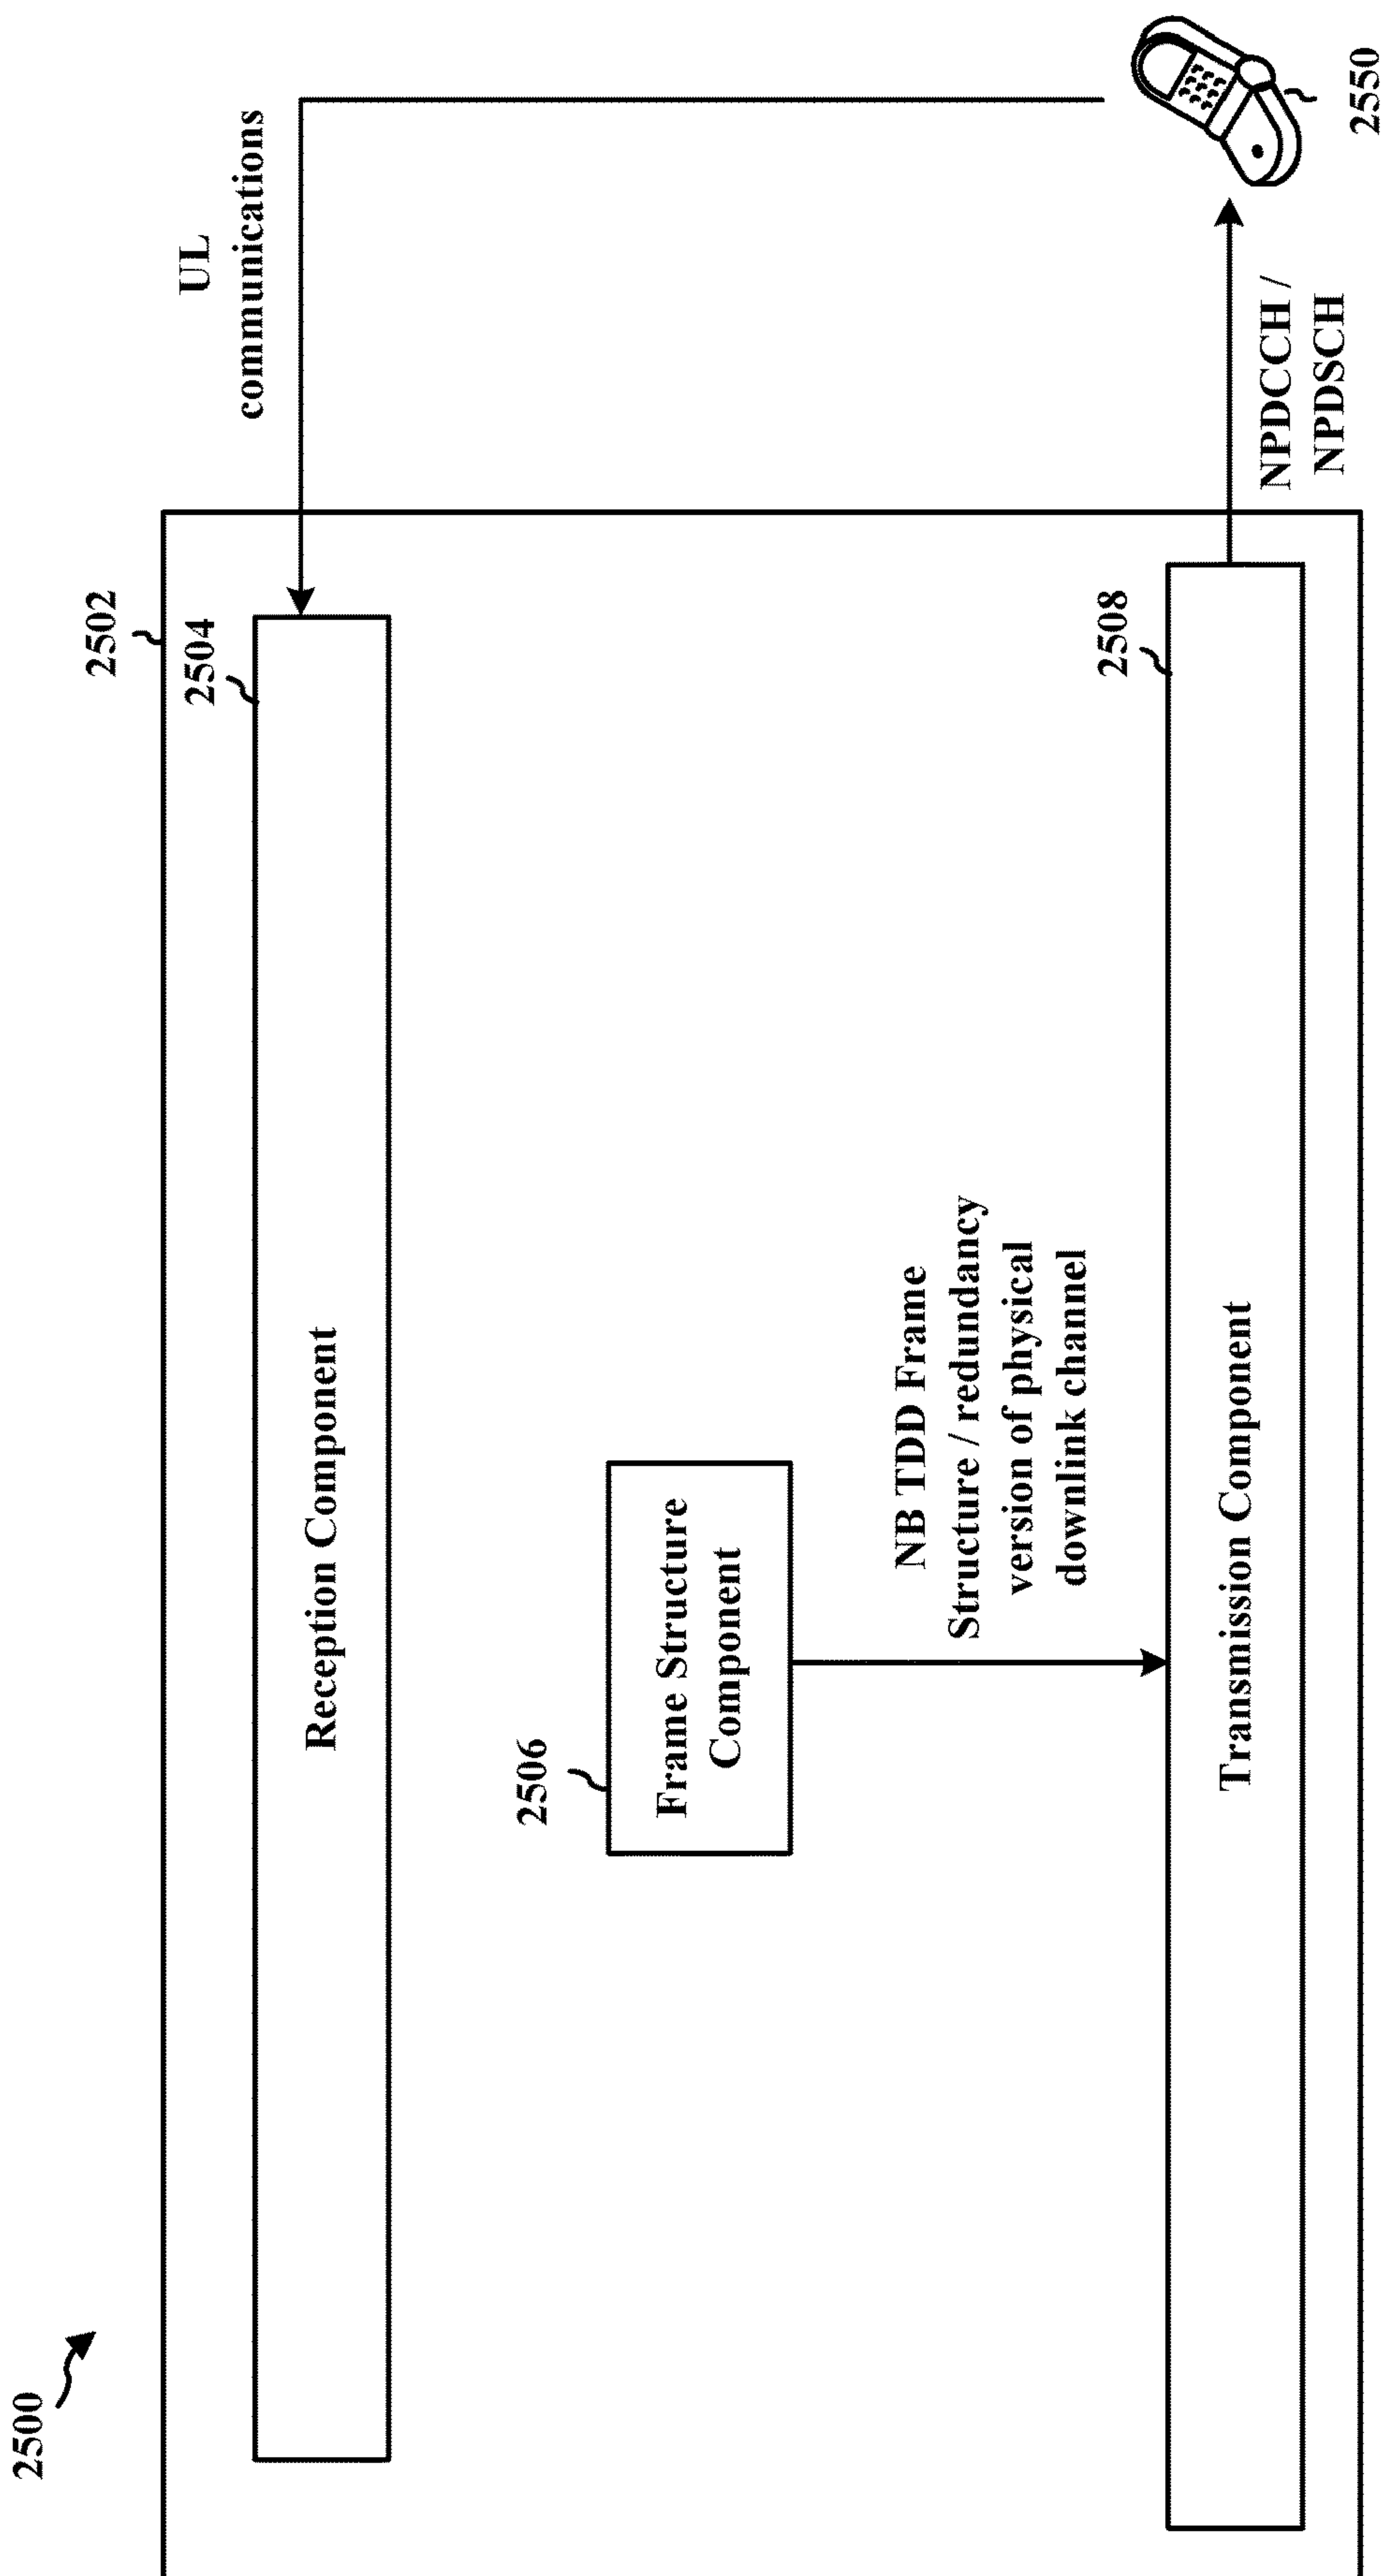 2500
2502
2504
Reception Component
UL
communications
2506
Frame Structure
Component
NB TDD Frame
Structure / redundancy
version of physical
downlink channel
2508
Transmission Component
NPDCCH /
NPDSCH
2550